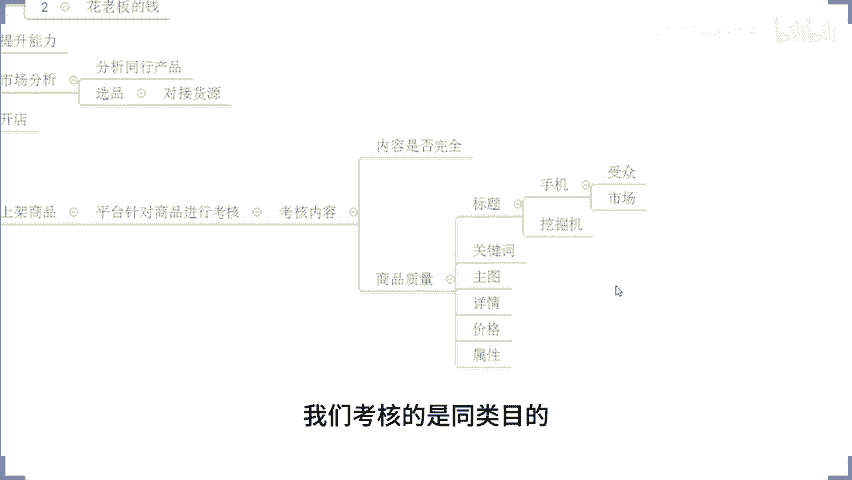 2 花老板的钱
提升能力
市场分析
分析同行产品
选品 对接货源
开店
上架商品 平台针对商品进行考核 考核内容
内容是否完全
商品质量
标题
手机
受众
市场
挖掘机
关键词
主图
详情
价格
属性
我们考核的是同类目的